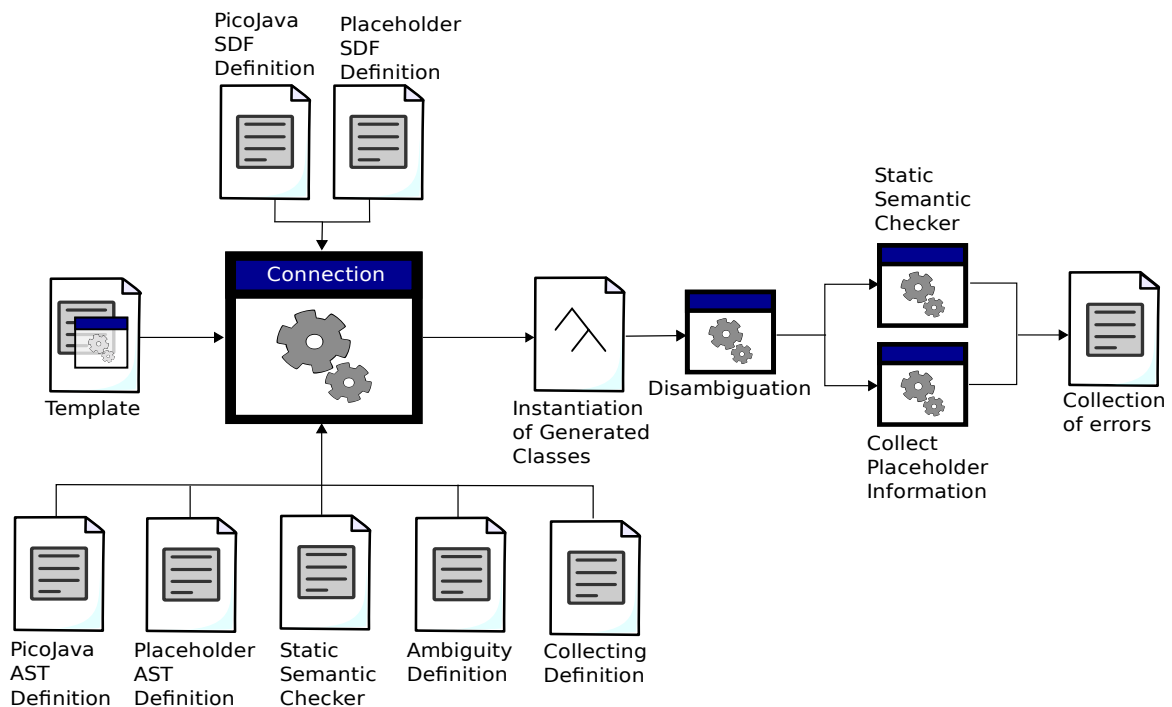 PicoJava
SDF
Definition
Placeholder
SDF
Definition
Connection
Template
Instantiation
of Generated
Classes
Disambiguation
Static
Semantic
Checker
Collect
Placeholder
Information
Collection
of errors
PicoJava
AST
Definition
Placeholder
AST
Definition
Static
Semantic
Checker
Ambiguity
Definition
Collecting
Definition